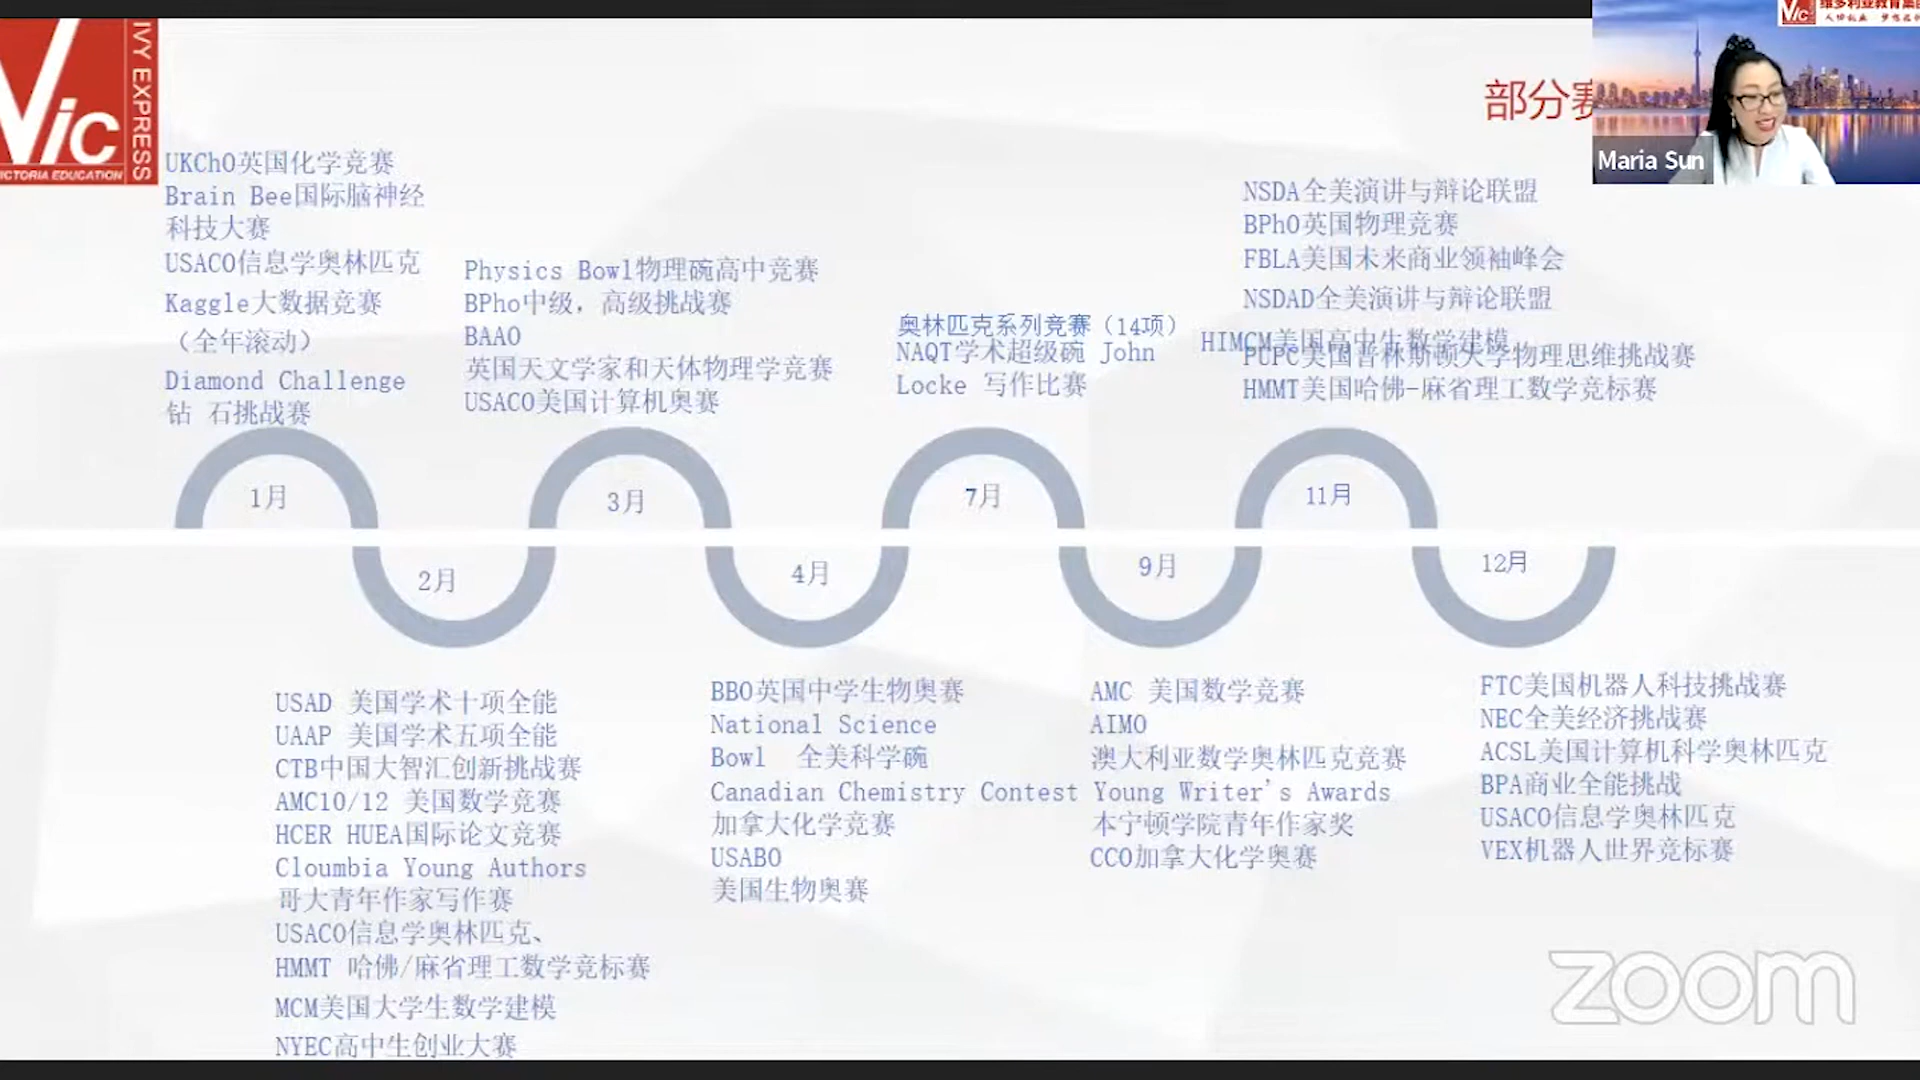 Vic
IVY EXPRESS
VICTORIA EDUCATION
部分赛
维多利亚教育集团
Maria Sun
UKChO英国化学竞赛
Brain Bee国际脑神经
科技大赛
USACO信息学奥林匹克
Kaggle大数据竞赛
（全年滚动）
Diamond Challenge
钻 石挑战赛
Physics Bowl物理碗高中竞赛
BPho中级，高级挑战赛
BAAO
英国天文学家和天体物理学竞赛
USACO美国计算机奥赛
奥林匹克系列竞赛（14项）
NAQT学术超级碗 John
Locke 写作比赛
NSDA全美演讲与辩论联盟
BPhO英国物理竞赛
FBLA美国未来商业领袖峰会
NSDAD全美演讲与辩论联盟
HIMCM美国高中生数学建模
PUPC美国普林斯顿大学物理思维挑战赛
HMMT美国哈佛-麻省理工数学竞标赛
1月
3月
7月
11月
2月
4月
9月
12月
USAD 美国学术十项全能
UAAP 美国学术五项全能
CTB中国大智汇创新挑战赛
AMC10/12 美国数学竞赛
HCER HUEA国际论文竞赛
Cloumbia Young Authors
哥大青年作家写作赛
USACO信息学奥林匹克、
HMMT 哈佛/麻省理工数学竞标赛
MCM美国大学生数学建模
NYEC高中生创业大赛
BBO英国中学生物奥赛
National Science
Bowl 全美科学碗
Canadian Chemistry Contest
加拿大化学竞赛
USABO
美国生物奥赛
AMC 美国数学竞赛
AIMO
澳大利亚数学奥林匹克竞赛
Young Writer's Awards
本宁顿学院青年作家奖
CCO加拿大化学奥赛
FTC美国机器人科技挑战赛
NEC全美经济挑战赛
ACSL美国计算机科学奥林匹克
BPA商业全能挑战
USACO信息学奥林匹克
VEX机器人世界竞标赛
zoom